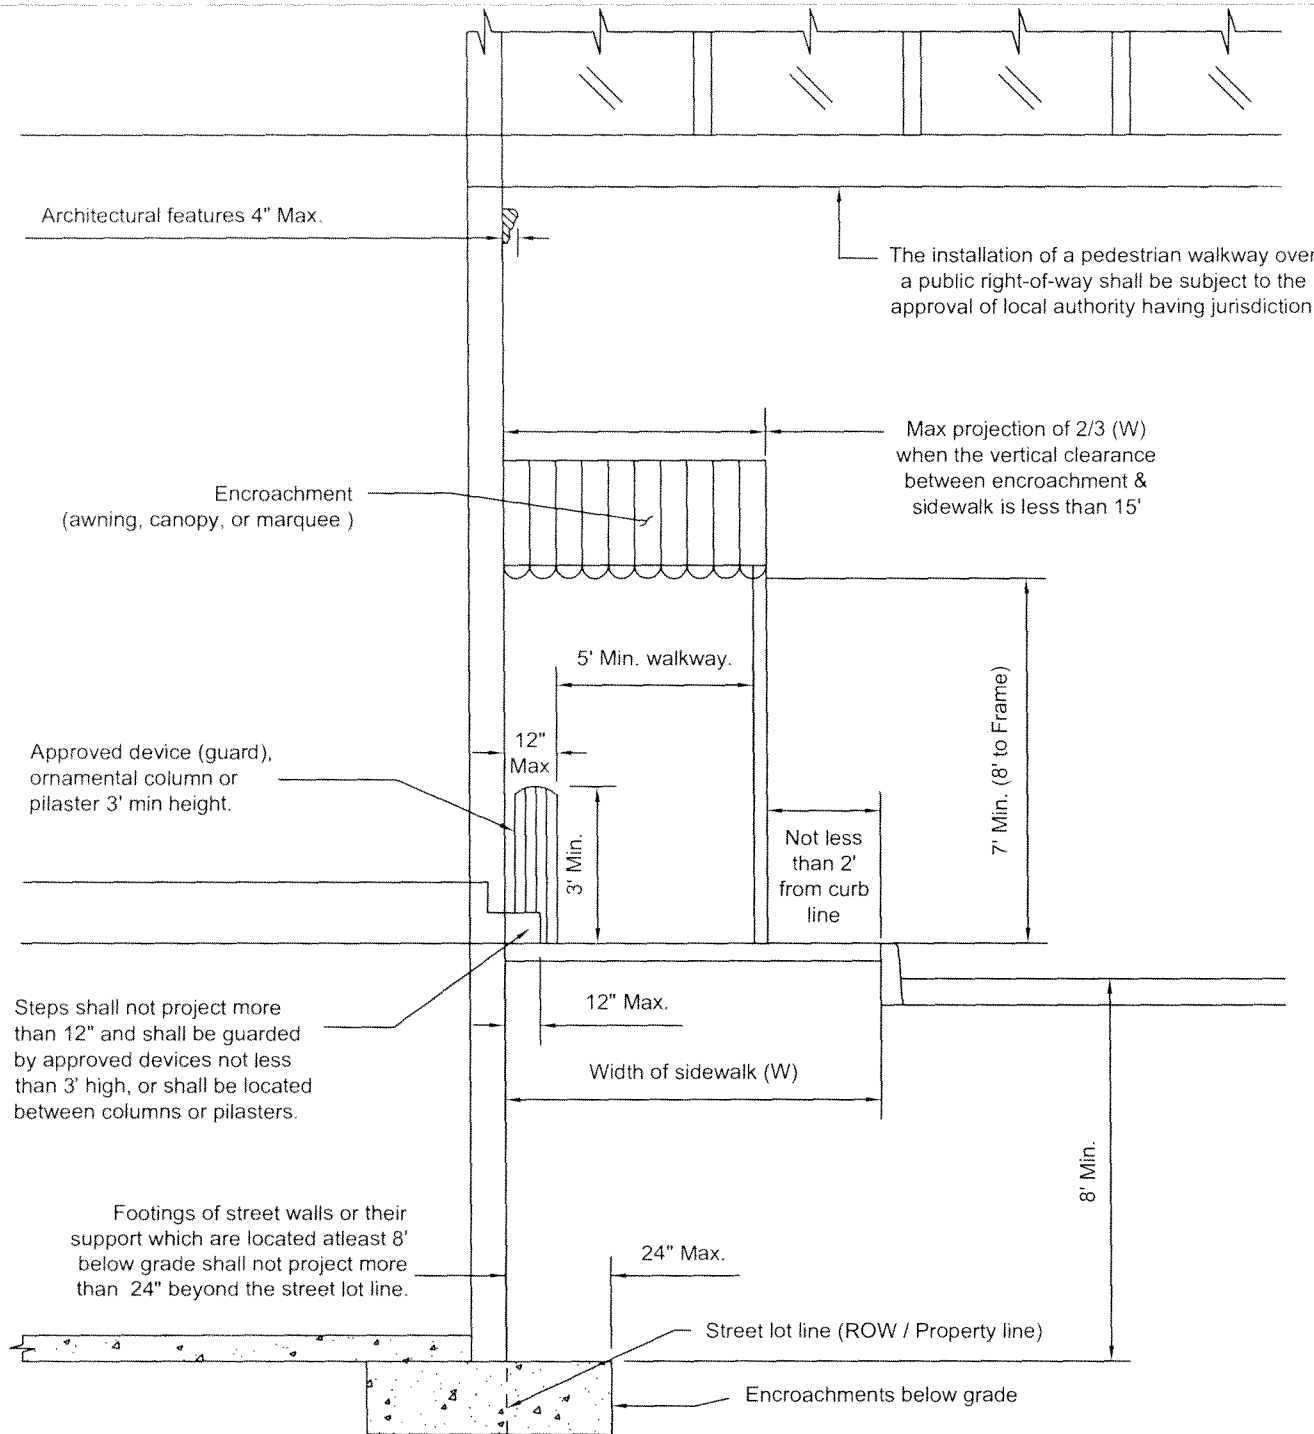 Architectural features 4" Max.
The installation of a pedestrian walkway over
a public right-of-way shall be subject to the
approval of local authority having jurisdiction
Max projection of 2/3 (W)
when the vertical clearance
between encroachment &
sidewalk is less than 15'
Encroachment
(awning, canopy, or marquee )
5' Min. walkway.
7' Min. (8' to Frame)
12"
Max
Approved device (guard),
ornamental column or
pilaster 3' min height.
3' Min.
Not less
than 2'
from curb
line
Steps shall not project more
than 12" and shall be guarded
by approved devices not less
than 3' high, or shall be located
between columns or pilasters.
12" Max.
Width of sidewalk (W)
8' Min.
Footings of street walls or their
support which are located atleast 8'
below grade shall not project more
than 24" beyond the street lot line.
24" Max.
Street lot line (ROW / Property line)
Encroachments below grade